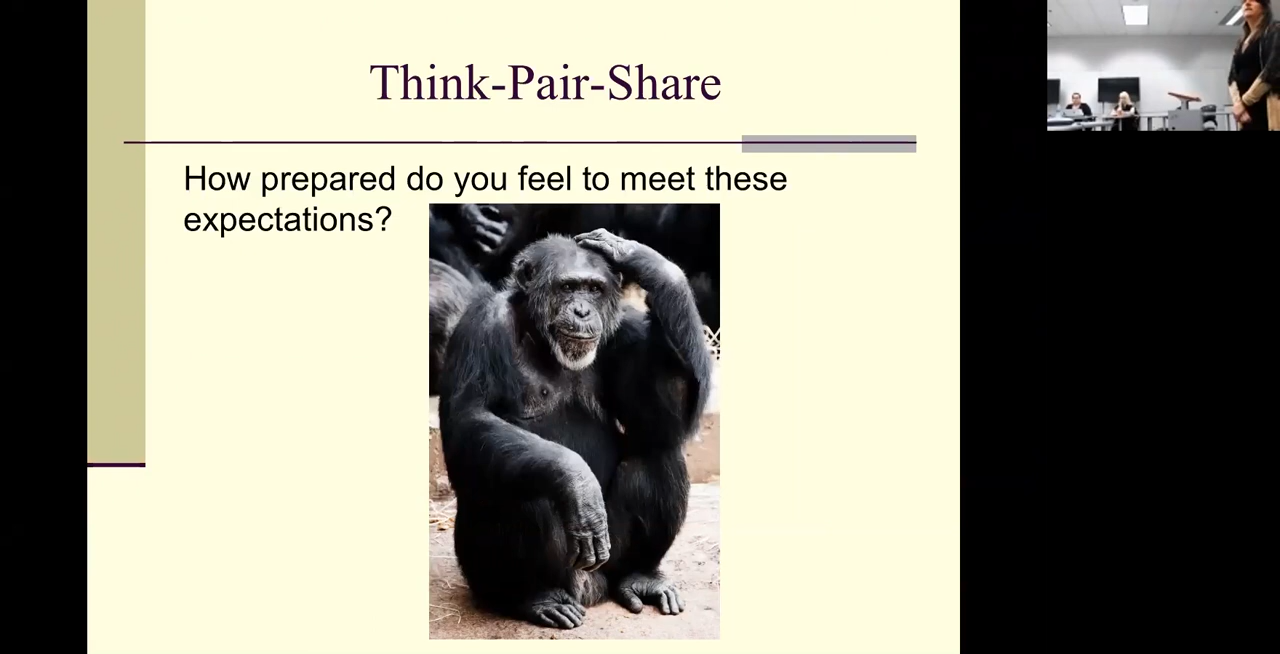 Think-Pair-Share
How prepared do you feel to meet these
expectations?